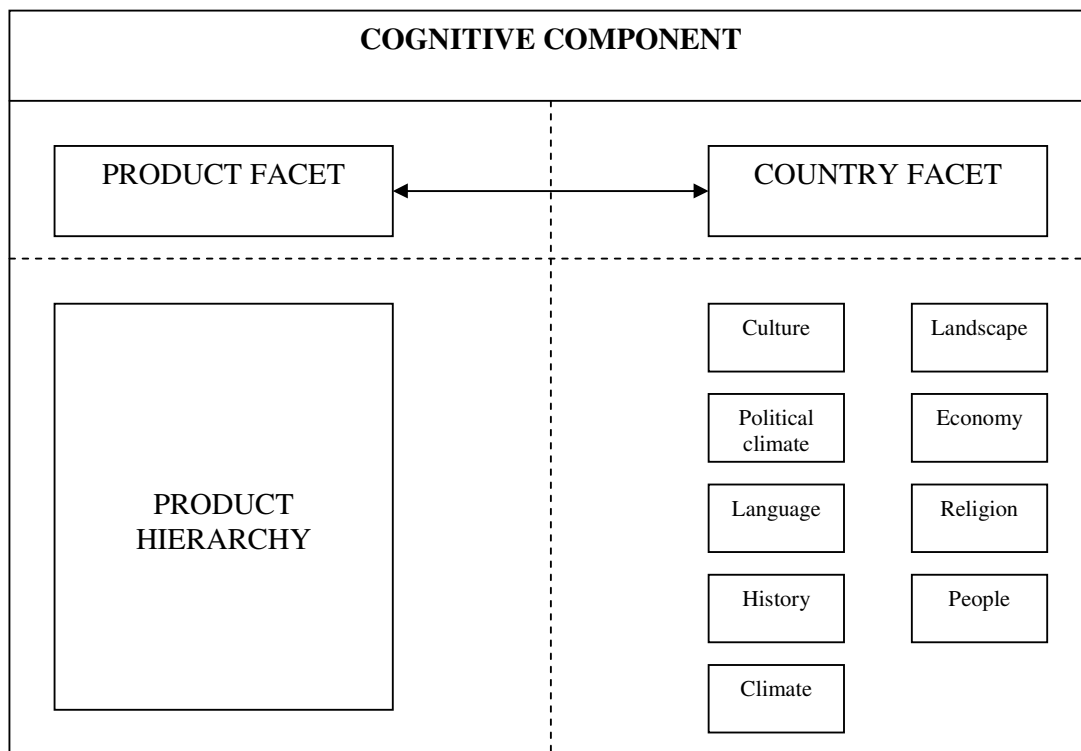 COGNITIVE COMPONENT
PRODUCT FACET
COUNTRY FACET
PRODUCT
HIERARCHY
Culture
Landscape
Political
climate
Economy
Language
Religion
History
People
Climate